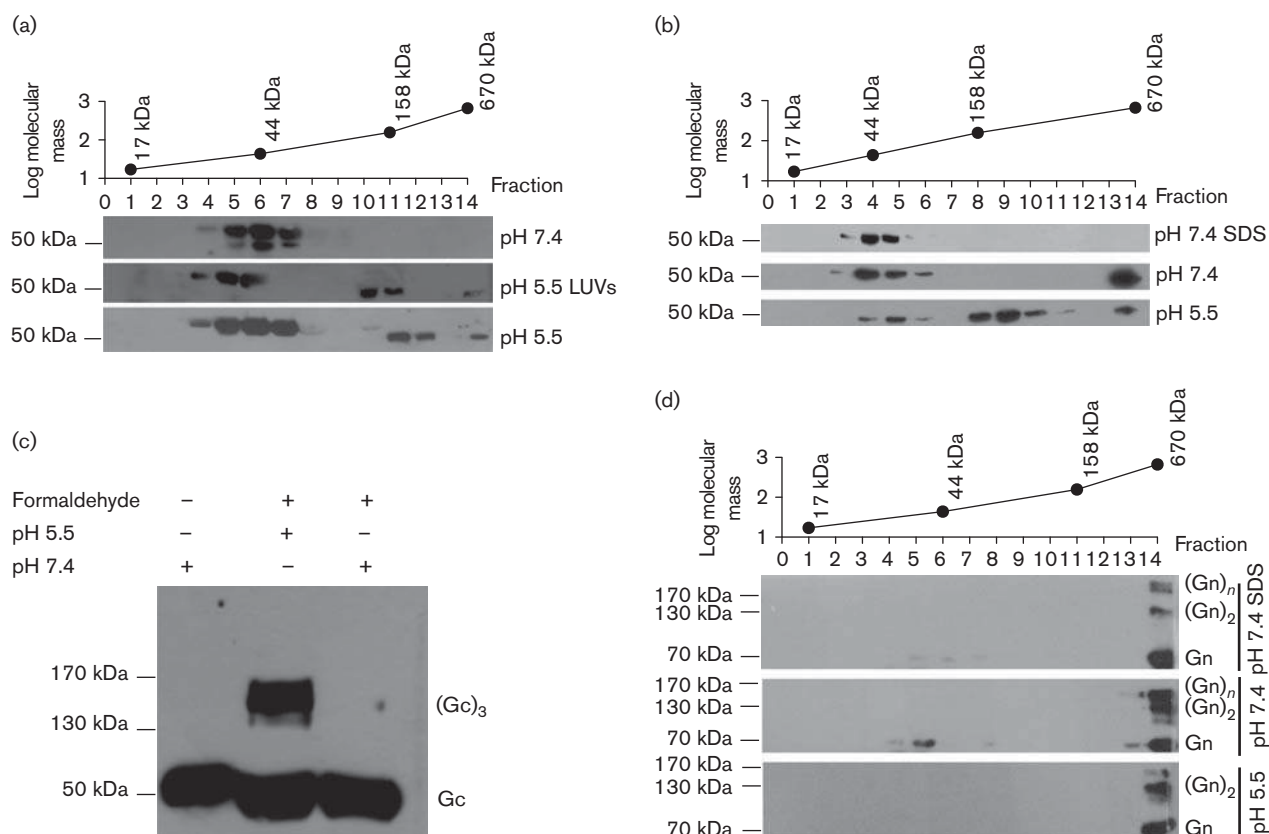 (a)
Log molecular
mass
3
2
1
17 kDa
44 kDa
158 kDa
670 kDa
0 1 2 3 4 5 6 7 8 9 10 11 12 13 14
Fraction
50 kDa
pH 7.4
50 kDa
pH 5.5 LUVs
50 kDa
pH 5.5
(b)
Log molecular
mass
3
2
1
17 kDa
44 kDa
158 kDa
670 kDa
0 1 2 3 4 5 6 7 8 9 10 11 12 13 14
Fraction
50 kDa
pH 7.4 SDS
50 kDa
pH 7.4
50 kDa
pH 5.5
(c)
Formaldehyde – + +
pH 5.5 – + –
pH 7.4 + – +
170 kDa
130 kDa
(Gc)3
50 kDa
Gc
(d)
Log molecular
mass
3
2
1
17 kDa
44 kDa
158 kDa
670 kDa
0 1 2 3 4 5 6 7 8 9 10 11 12 13 14
Fraction
170 kDa
130 kDa
70 kDa
(Gn)n
(Gn)2
Gn
pH 7.4 SDS
170 kDa
130 kDa
70 kDa
(Gn)n
(Gn)2
Gn
pH 7.4
170 kDa
130 kDa
70 kDa
(Gn)2
Gn
pH 5.5